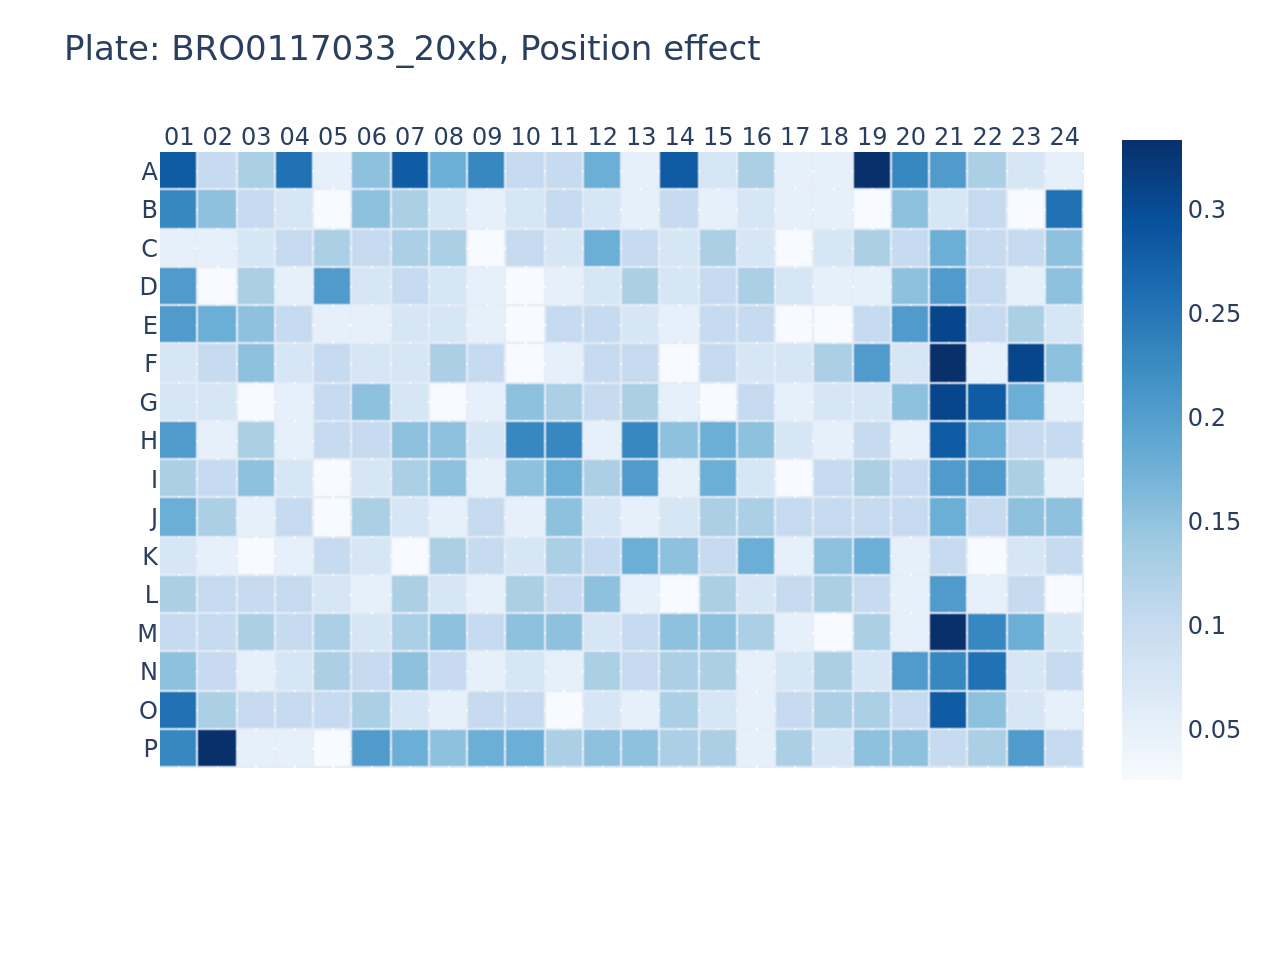 Plate: BRO0117033_20xb, Position effect
01 02 03 04 05 06 07 08 09 10 11 12 13 14 15 16 17 18 19 20 21 22 23 24
A
B
C
D
E
F
G
H
I
J
K
L
M
N
O
P
0.3
0.25
0.2
0.15
0.1
0.05